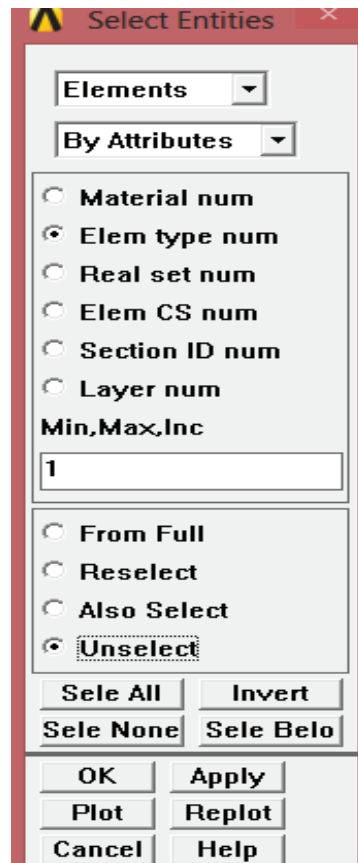 Select Entities
Elements
By Attributes
Material num
Elem type num
Real set num
Elem CS num
Section ID num
Layer num
Min,Max,Inc
1
From Full
Reselect
Also Select
Unselect
Sele All Invert
Sele None Sele Belo
OK Apply
Plot Replot
Cancel Help